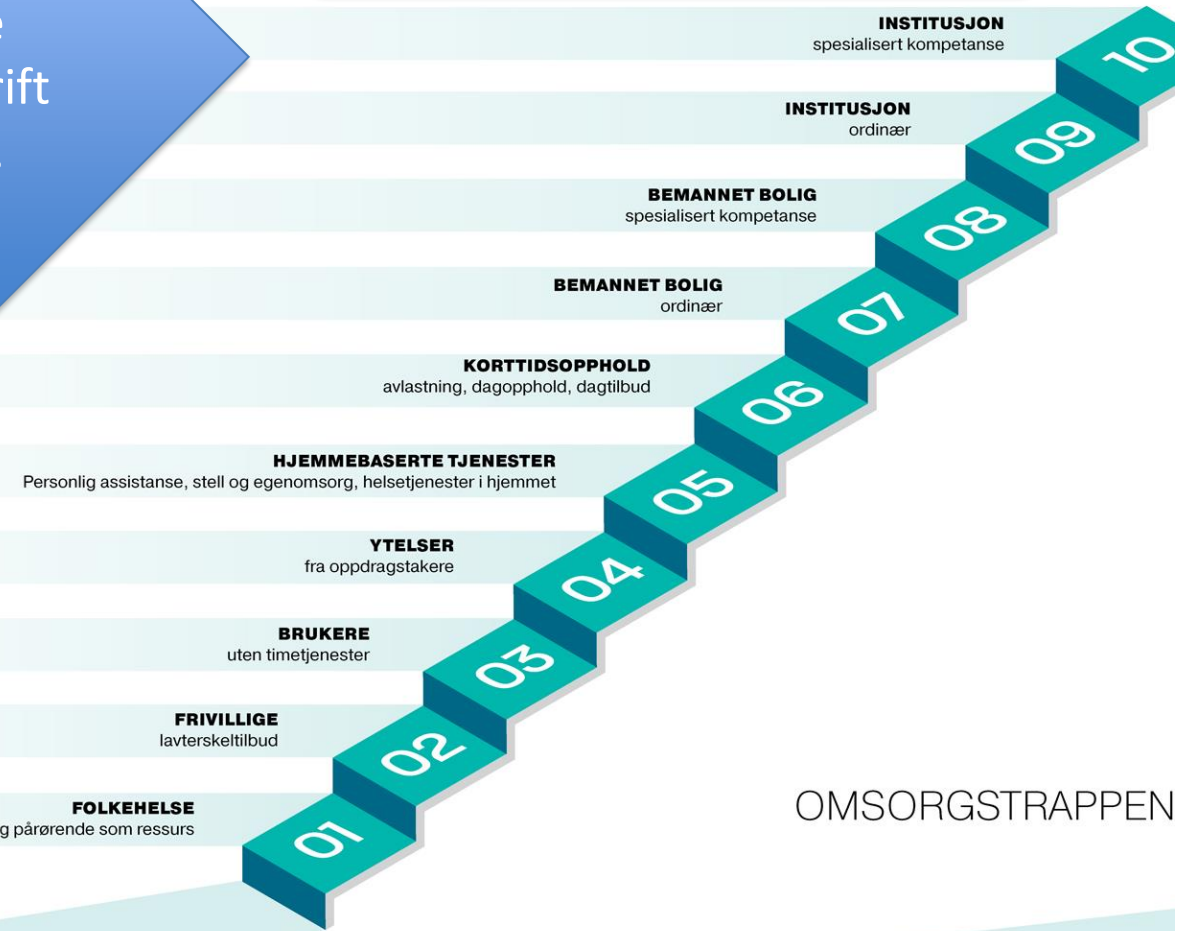 INSTITUSJON
spesialisert kompetanse
10
INSTITUSJON
ordinær
09
BEMANNET BOLIG
spesialisert kompetanse
08
BEMANNET BOLIG
ordinær
07
KORTTIDSOPPHOLD
avlastning, dagopphold, dagtilbud
06
HJEMMEBASERTE TJENESTER
Personlig assistanse, stell og egenomsorg, helsetjenester i hjemmet
05
YTELSER
fra oppdragstakere
04
BRUKERE
uten timetjenester
03
FRIVILLIGE
lavterskeltilbud
02
FOLKEHELSE
pårørende som ressurs
01
OMSORGSTRAPPEN